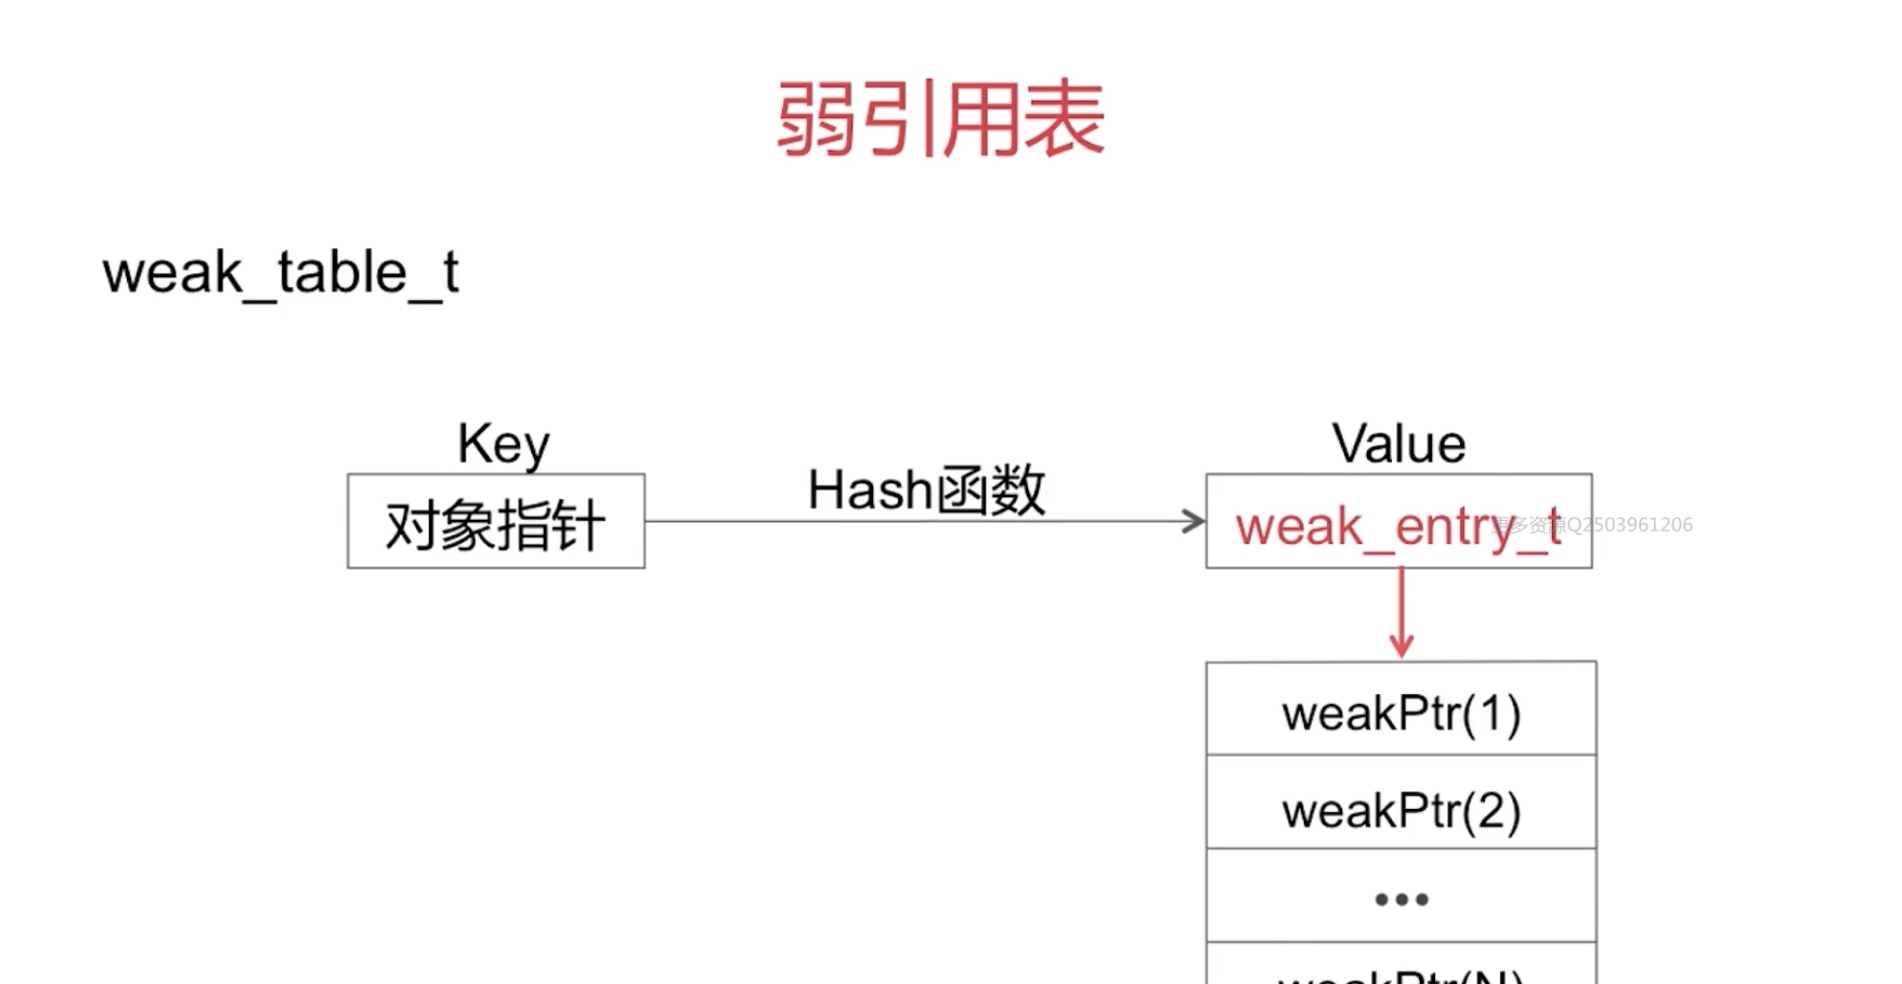 弱引用表
weak_table_t
Key
Value
对象指针
Hash函数
weak_entry_t
更多资源Q2503961206
weakPtr(1)
weakPtr(2)
•••
weakPtr(N)